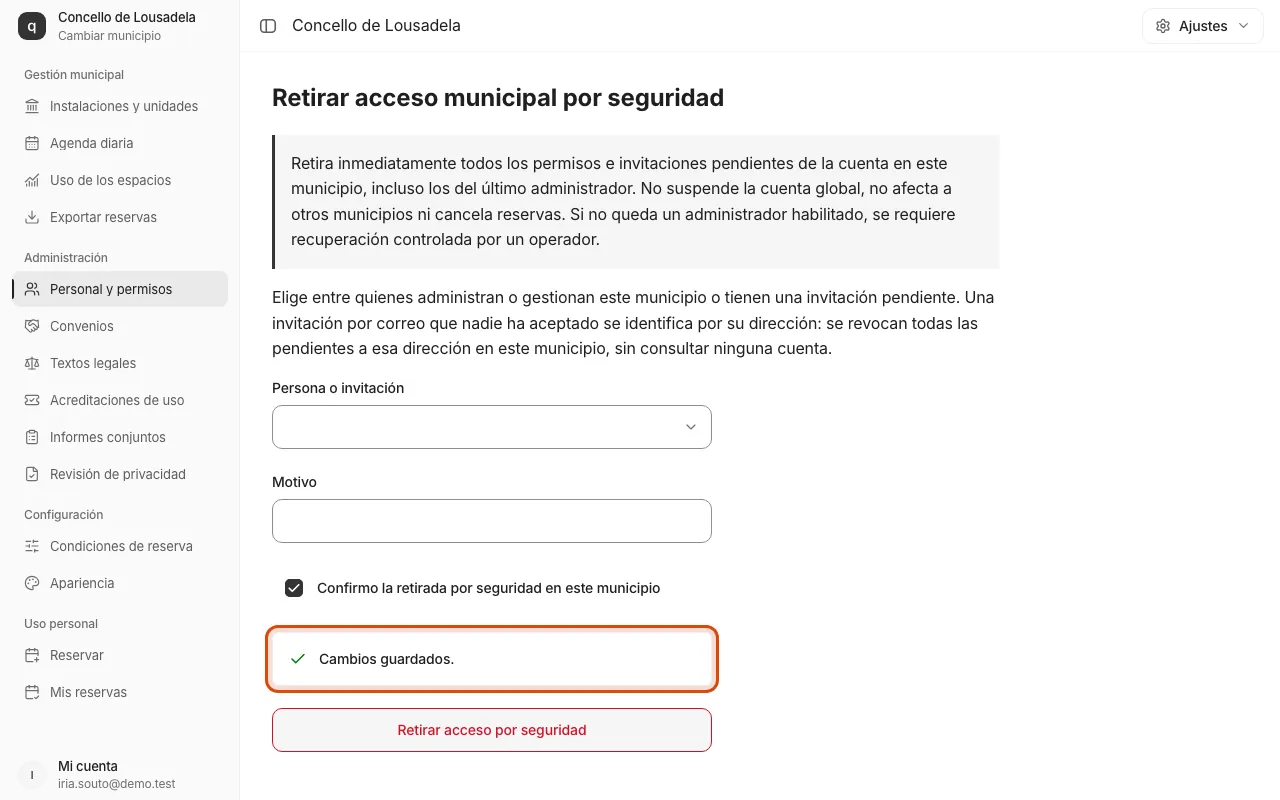 q
Concello de Lousadela
Cambiar municipio
Gestión municipal
Instalaciones y unidades
Agenda diaria
Uso de los espacios
Exportar reservas
Administración
Personal y permisos
Convenios
Textos legales
Acreditaciones de uso
Informes conjuntos
Revisión de privacidad
Configuración
Condiciones de reserva
Apariencia
Uso personal
Reservar
Mis reservas
I
Mi cuenta
iria.souto@demo.test
Concello de Lousadela
Ajustes
Retirar acceso municipal por seguridad
Retira inmediatamente todos los permisos e invitaciones pendientes de la cuenta en este
municipio, incluso los del último administrador. No suspende la cuenta global, no afecta a
otros municipios ni cancela reservas. Si no queda un administrador habilitado, se requiere
recuperación controlada por un operador.
Elige entre quienes administran o gestionan este municipio o tienen una invitación pendiente. Una
invitación por correo que nadie ha aceptado se identifica por su dirección: se revocan todas las
pendientes a esa dirección en este municipio, sin consultar ninguna cuenta.
Persona o invitación
Motivo
Confirmo la retirada por seguridad en este municipio
Cambios guardados.
Retirar acceso por seguridad